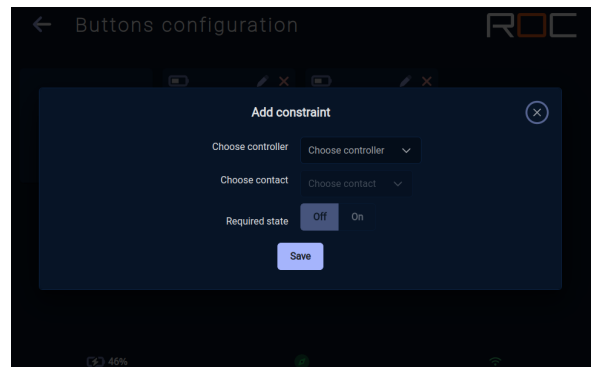 Buttons configuration
ROC
Add constraint
Choose controller
Choose controller
Choose contact
Choose contact
Required state
Off
On
Save
46%